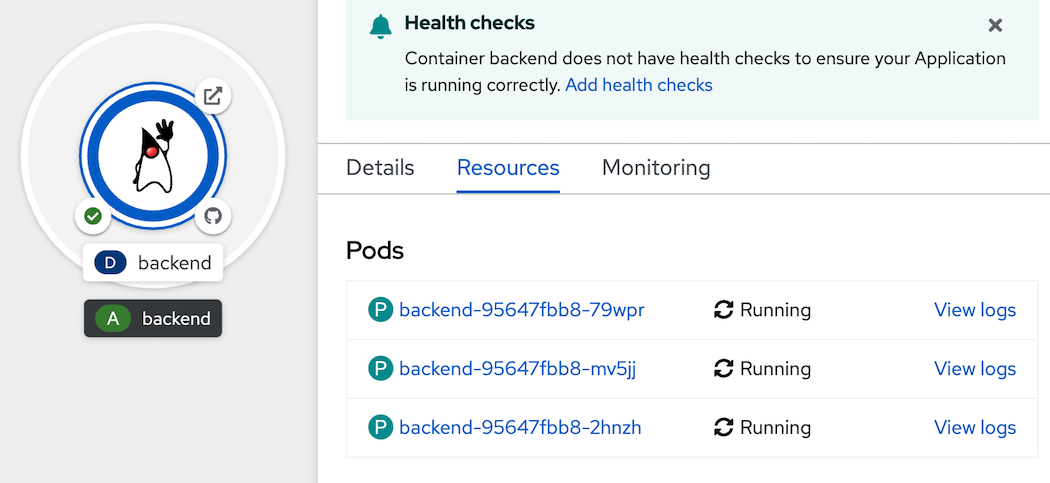 D backend
A backend
Health checks
Container backend does not have health checks to ensure your Application
is running correctly. Add health checks
Details Resources Monitoring
Pods
P backend-95647fbb8-79wpr Running View logs
P backend-95647fbb8-mv5jj Running View logs
P backend-95647fbb8-2hnzh Running View logs